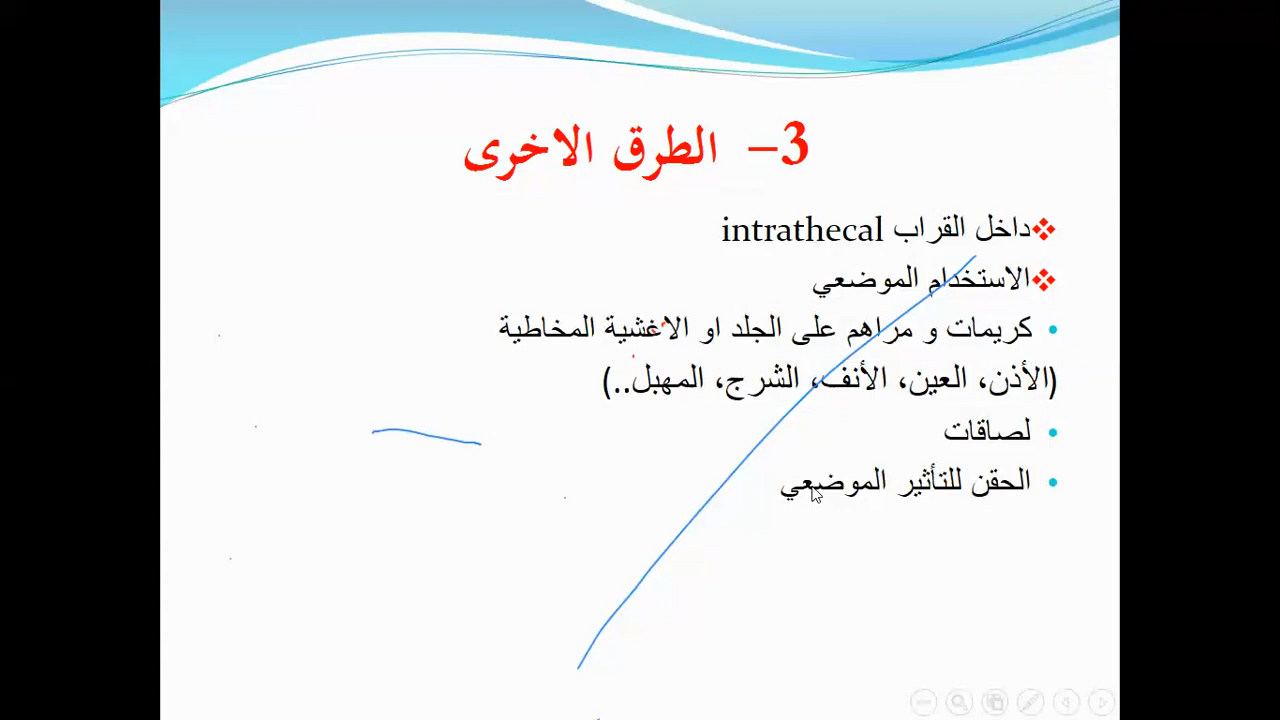 3- الطرق الاخرى
داخل القراب intrathecal
الاستخدام الموضعي
كريمات و مراهم على الجلد او الاغشية المخاطية
(الأذن، العين، الأنف، الشرج، المهبل..)
لصاقات
الحقن للتأثير الموضعي